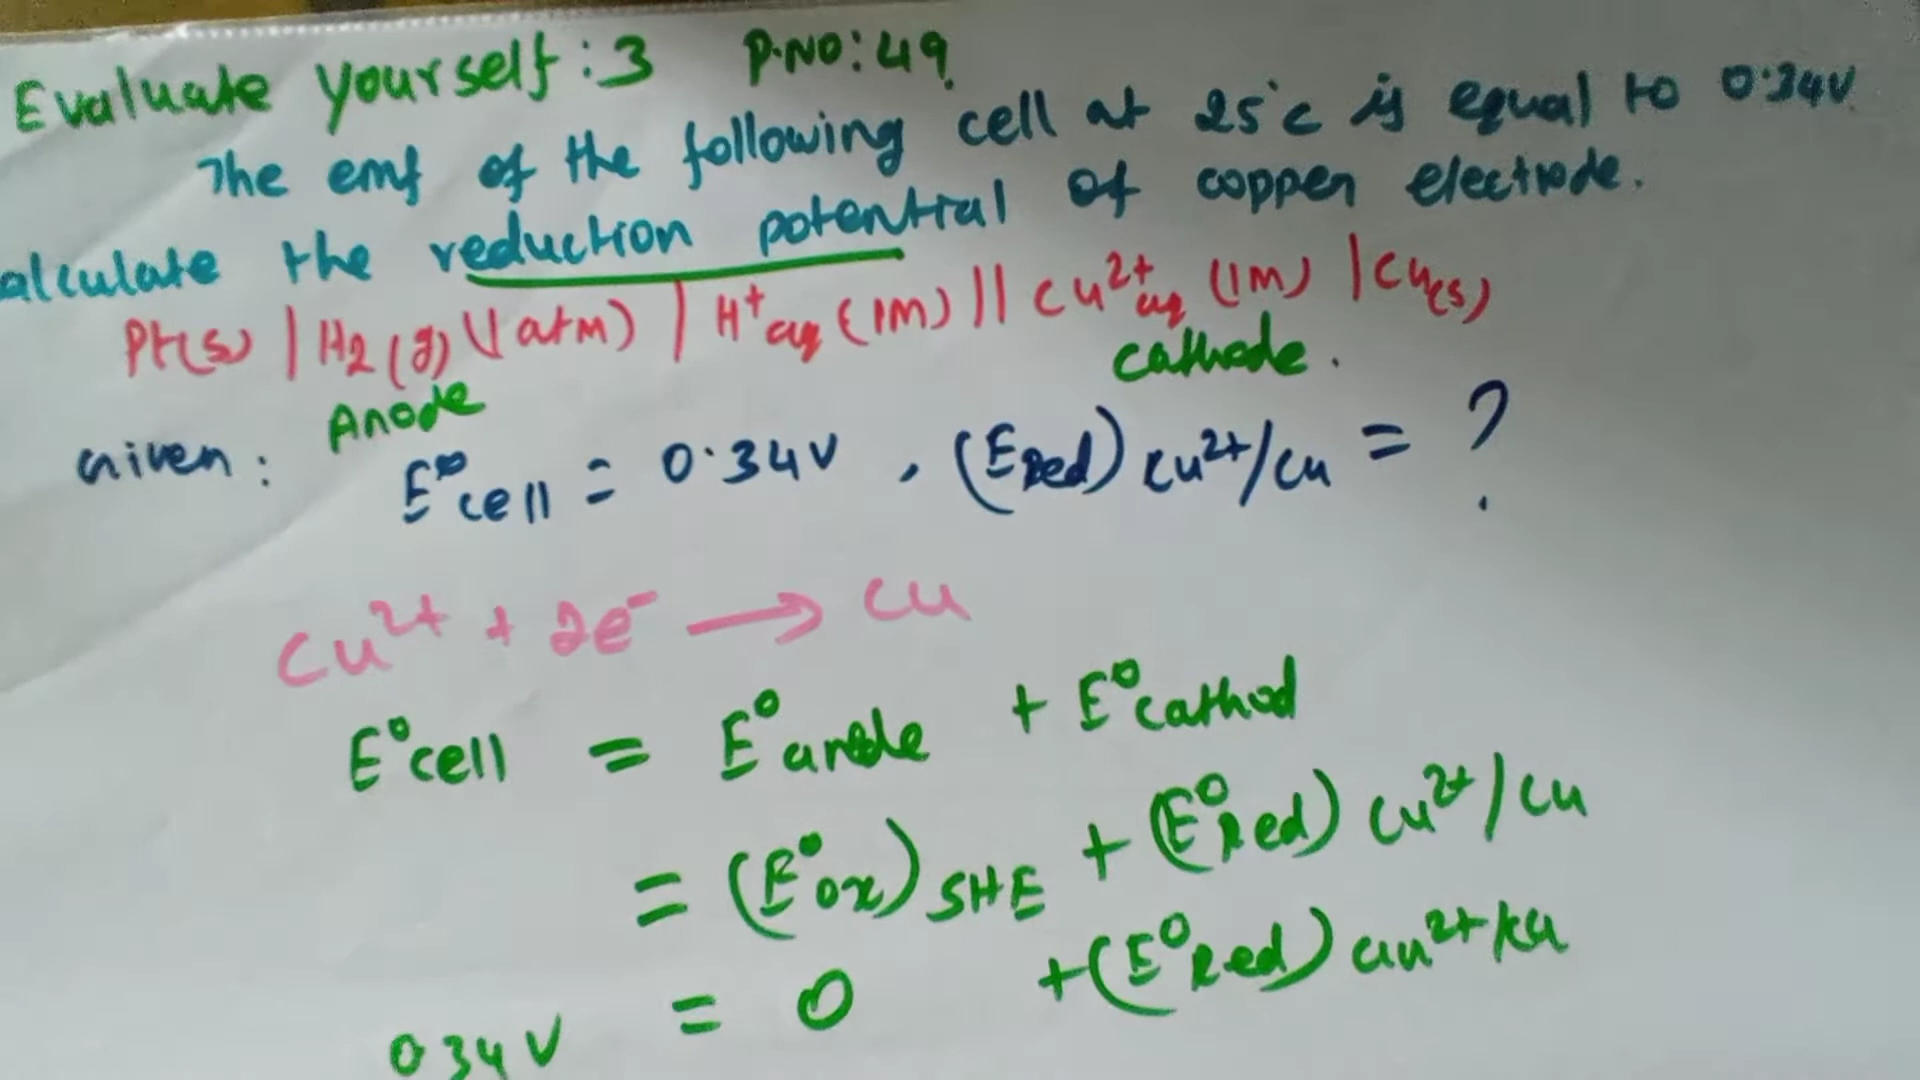 Evaluate yourself : 3 P.NO: 49.
The emf of the following cell at 25°c is equal to 0.34V.
alculate the reduction potential of copper electrode.
Pt(s) | H2(g) (1atm) | H⁺aq (1M) || Cu²⁺aq (1M) | Cu(s)
Anode cathode.
Given : E°cell = 0.34V , (ERed) Cu²⁺/Cu = ?
Cu²⁺ + 2e⁻ → Cu
E°cell = E°anode + E°cathod
= (E°ox) SHE + (E°Red) Cu²⁺/Cu
0.34V = 0 + (E°Red) Cu²⁺/Cu